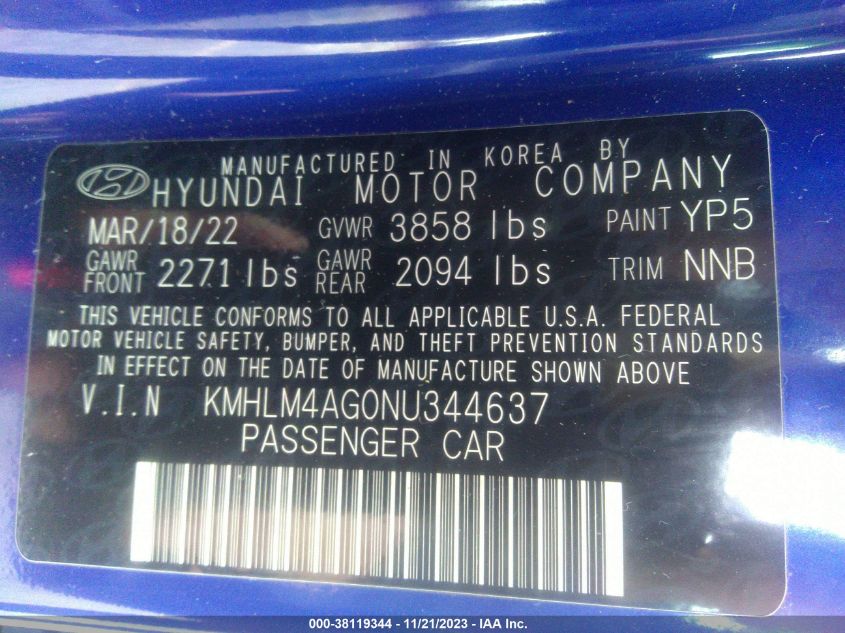 MANUFACTURED IN KOREA BY
HYUNDAI MOTOR COMPANY
MAR/18/22 GVWR 3858 lbs PAINT YP5
GAWR FRONT 2271 lbs GAWR REAR 2094 lbs TRIM NNB
THIS VEHICLE CONFORMS TO ALL APPLICABLE U.S.A. FEDERAL
MOTOR VEHICLE SAFETY, BUMPER, AND THEFT PREVENTION STANDARDS
IN EFFECT ON THE DATE OF MANUFACTURE SHOWN ABOVE
V.I.N KMHLM4AG0NU344637
PASSENGER CAR
000-38119344 - 11/21/2023 - IAA Inc.